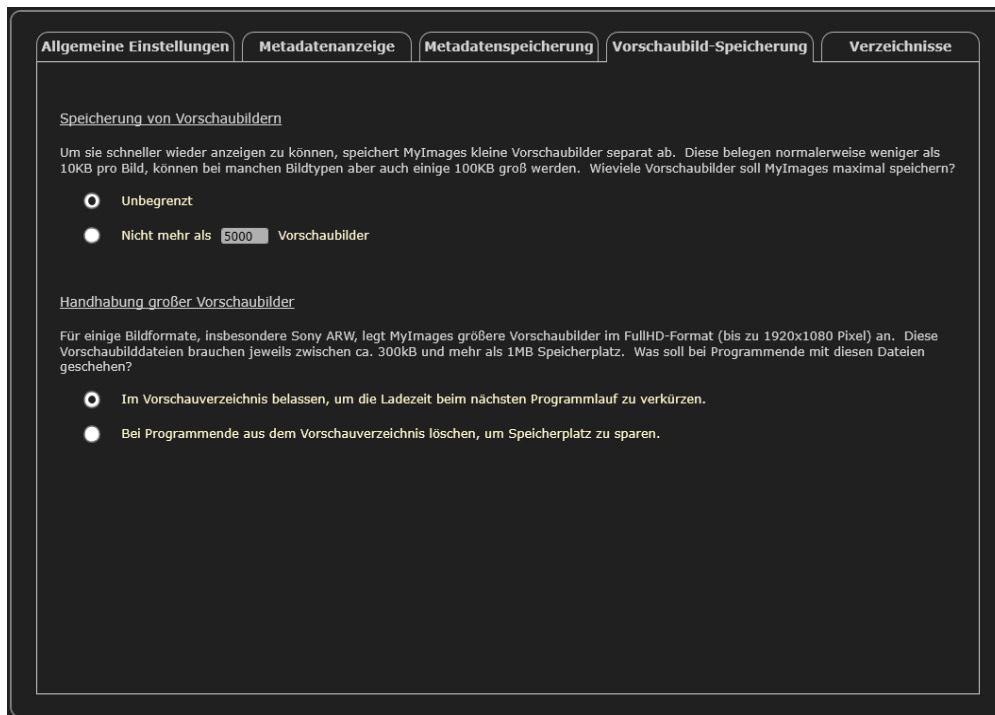 Allgemeine Einstellungen Metadatenanzeige Metadatenspeicherung Vorschaubild-Speicherung Verzeichnisse
Speicherung von Vorschaubildern
Um sie schneller wieder anzeigen zu können, speichert MyImages kleine Vorschaubilder separat ab. Diese belegen normalerweise weniger als
10KB pro Bild, können bei manchen Bildtypen aber auch einige 100KB groß werden. Wieviele Vorschaubilder soll MyImages maximal speichern?
Unbegrenzt
Nicht mehr als 5000 Vorschaubilder
Handhabung großer Vorschaubilder
Für einige Bildformate, insbesondere Sony ARW, legt MyImages größere Vorschaubilder im FullHD-Format (bis zu 1920x1080 Pixel) an. Diese
Vorschaubilddateien brauchen jeweils zwischen ca. 300kB und mehr als 1MB Speicherplatz. Was soll bei Programmende mit diesen Dateien
geschehen?
Im Vorschauverzeichnis belassen, um die Ladezeit beim nächsten Programmlauf zu verkürzen.
Bei Programmende aus dem Vorschauverzeichnis löschen, um Speicherplatz zu sparen.